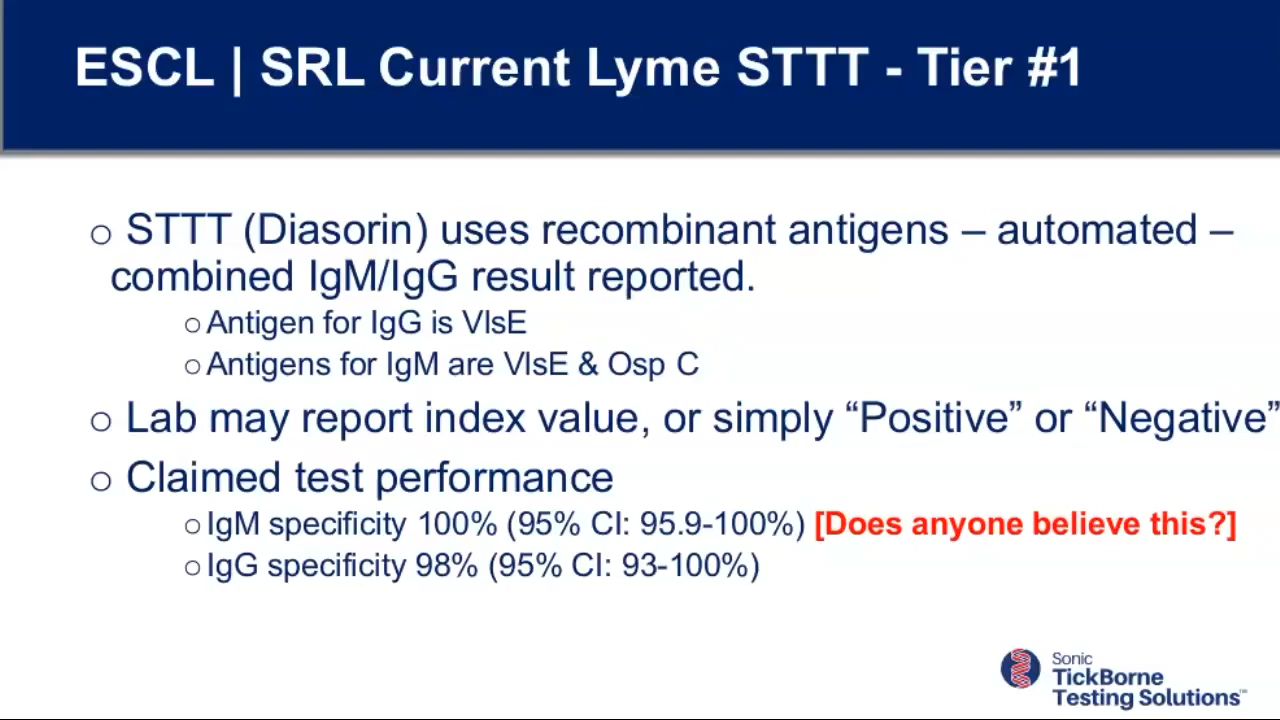 ESCL | SRL Current Lyme STTT - Tier #1
○ STTT (Diasorin) uses recombinant antigens – automated –
combined IgM/IgG result reported.
○ Antigen for IgG is VlsE
○ Antigens for IgM are VlsE & Osp C
○ Lab may report index value, or simply “Positive” or “Negative”
○ Claimed test performance
○ IgM specificity 100% (95% CI: 95.9-100%) [Does anyone believe this?]
○ IgG specificity 98% (95% CI: 93-100%)
Sonic
TickBorne
Testing Solutions™